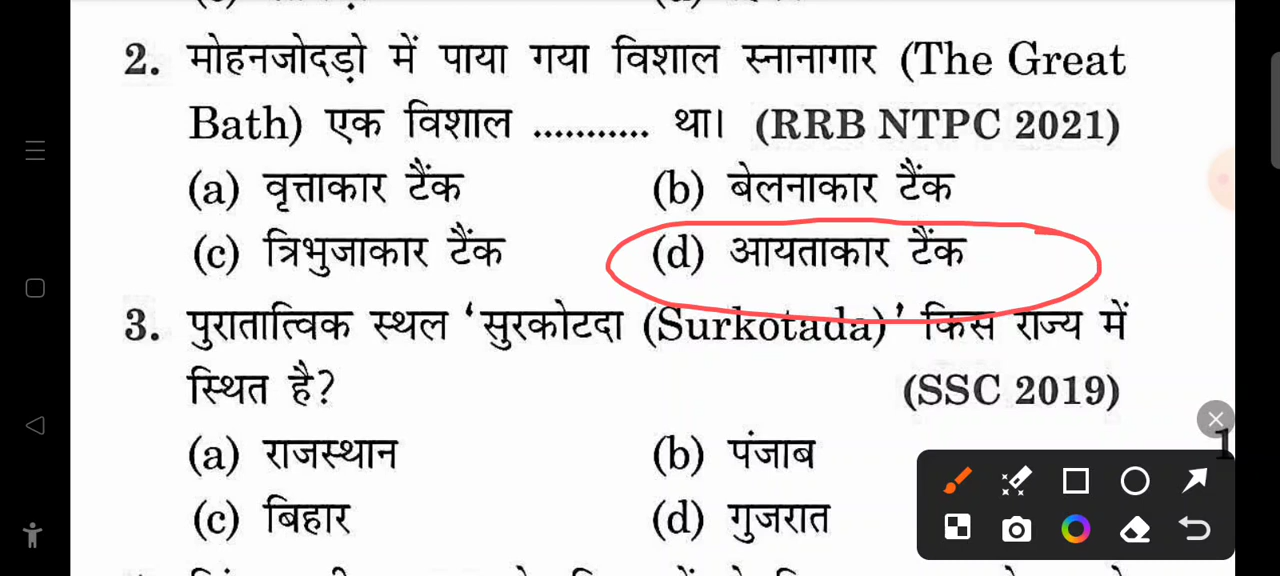 2. मोहनजोदड़ो में पाया गया विशाल स्नानागार (The Great
Bath) एक विशाल ........... था। (RRB NTPC 2021)
(a) वृत्ताकार टैंक (b) बेलनाकार टैंक
(c) त्रिभुजाकार टैंक (d) आयताकार टैंक
3. पुरातात्विक स्थल ‘सुरकोटदा (Surkotada)’ किस राज्य में
स्थित है? (SSC 2019)
(a) राजस्थान (b) पंजाब
1
(c) बिहार (d) गुजरात